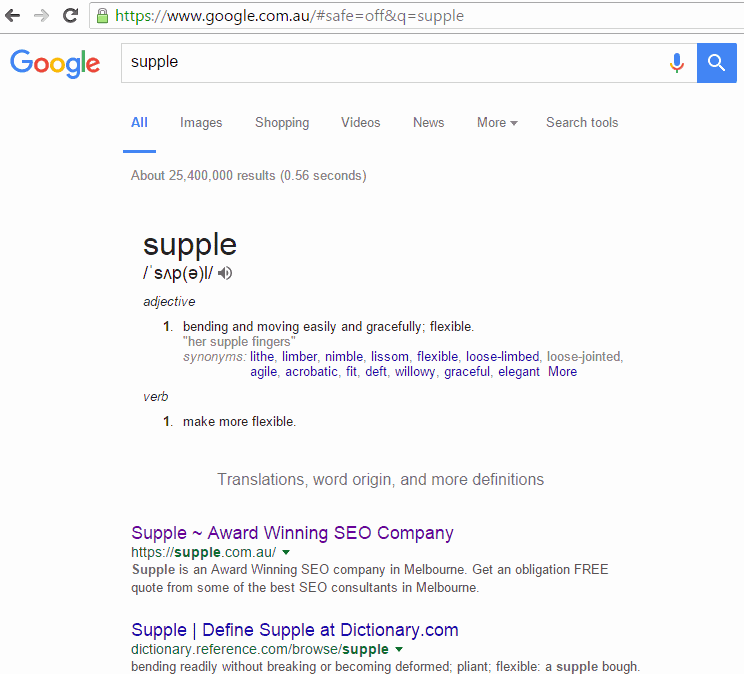 https://www.google.com.au/#safe=off&q=supple
Google
supple
All Images Shopping Videos News More Search tools
About 25,400,000 results (0.56 seconds)
supple
/ˈsʌp(ə)l/
adjective
1. bending and moving easily and gracefully; flexible.
"her supple fingers"
synonyms: lithe, limber, nimble, lissom, flexible, loose-limbed, loose-jointed,
agile, acrobatic, fit, deft, willowy, graceful, elegant More
verb
1. make more flexible.
Translations, word origin, and more definitions
Supple ~ Award Winning SEO Company
https://supple.com.au/
Supple is an Award Winning SEO company in Melbourne. Get an obligation FREE
quote from some of the best SEO consultants in Melbourne.
Supple | Define Supple at Dictionary.com
dictionary.reference.com/browse/supple
bending readily without breaking or becoming deformed; pliant; flexible: a supple bough.